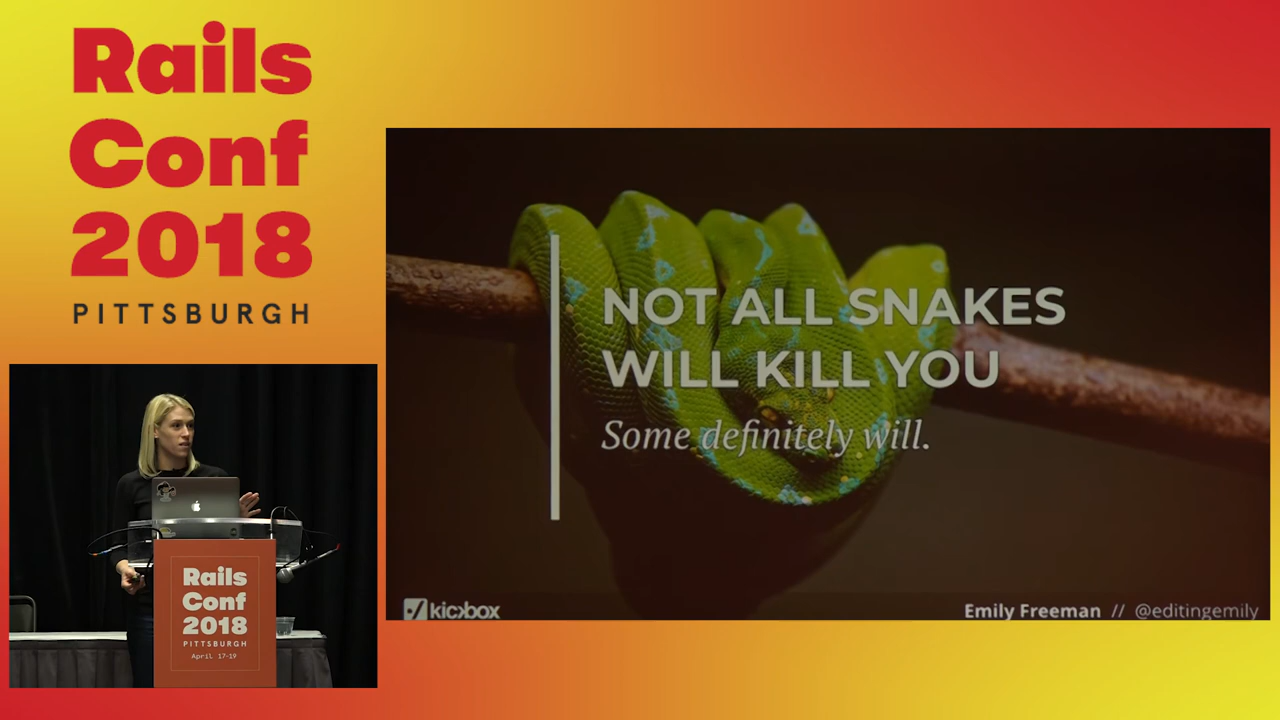 Rails
Conf
2018
PITTSBURGH
NOT ALL SNAKES
WILL KILL YOU
Some definitely will.
kickbox
Emily Freeman // @editingemily
Rails
Conf
2018
PITTSBURGH
April 17-19